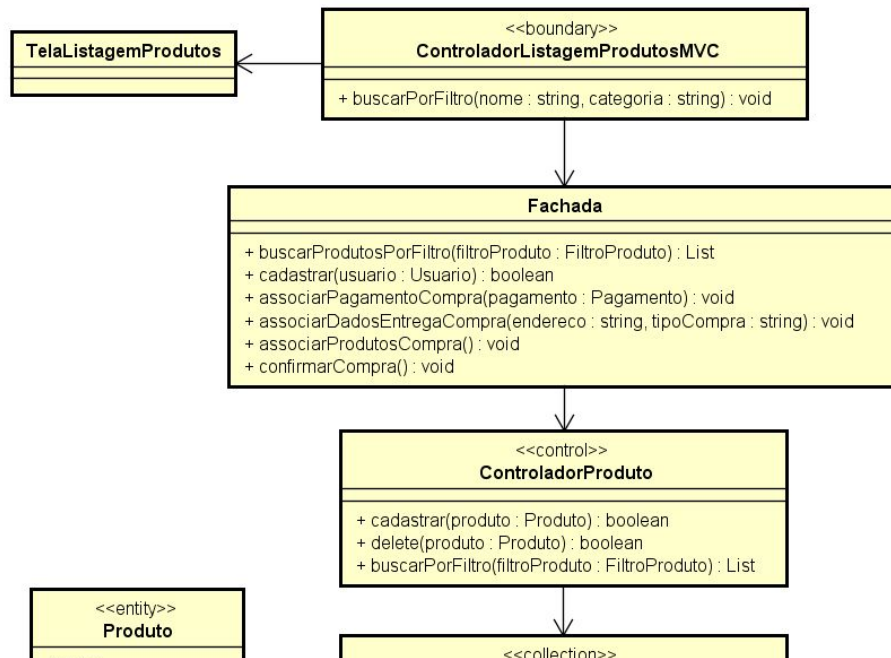 <<boundary>>
TelaListagemProdutos
ControladorListagemProdutosMVC
+ buscarPorFiltro(nome : string, categoria : string) : void
Fachada
+ buscarProdutosPorFiltro(filtroProduto : FiltroProduto) : List
+ cadastrar(usuario : Usuario) : boolean
+ associarPagamentoCompra(pagamento : Pagamento) : void
+ associarDadosEntregaCompra(endereco : string, tipoCompra : string) : void
+ associarProdutosCompra() : void
+ confirmarCompra() : void
<<control>>
ControladorProduto
+ cadastrar(produto : Produto) : boolean
+ delete(produto : Produto) : boolean
+ buscarPorFiltro(filtroProduto : FiltroProduto) : List
<<entity>>
Produto
<<collection>>